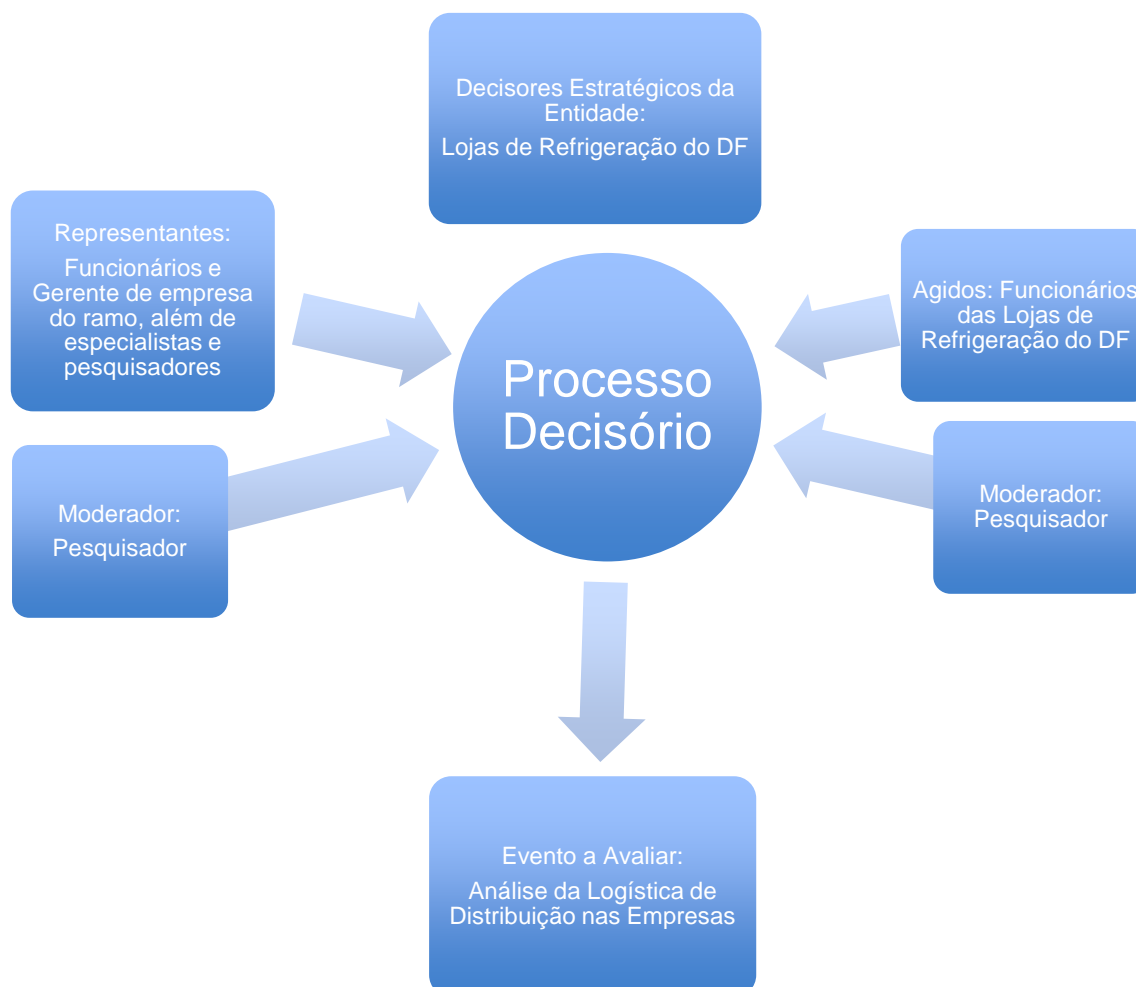 Decisores Estratégicos da
Entidade:
Lojas de Refrigeração do DF
Representantes:
Funcionários e
Gerente de empresa
do ramo, além de
especialistas e
pesquisadores
Agidos: Funcionários
das Lojas de
Refrigeração do DF
Processo
Decisório
Moderador:
Pesquisador
Moderador:
Pesquisador
Evento a Avaliar:
Análise da Logística de
Distribuição nas Empresas